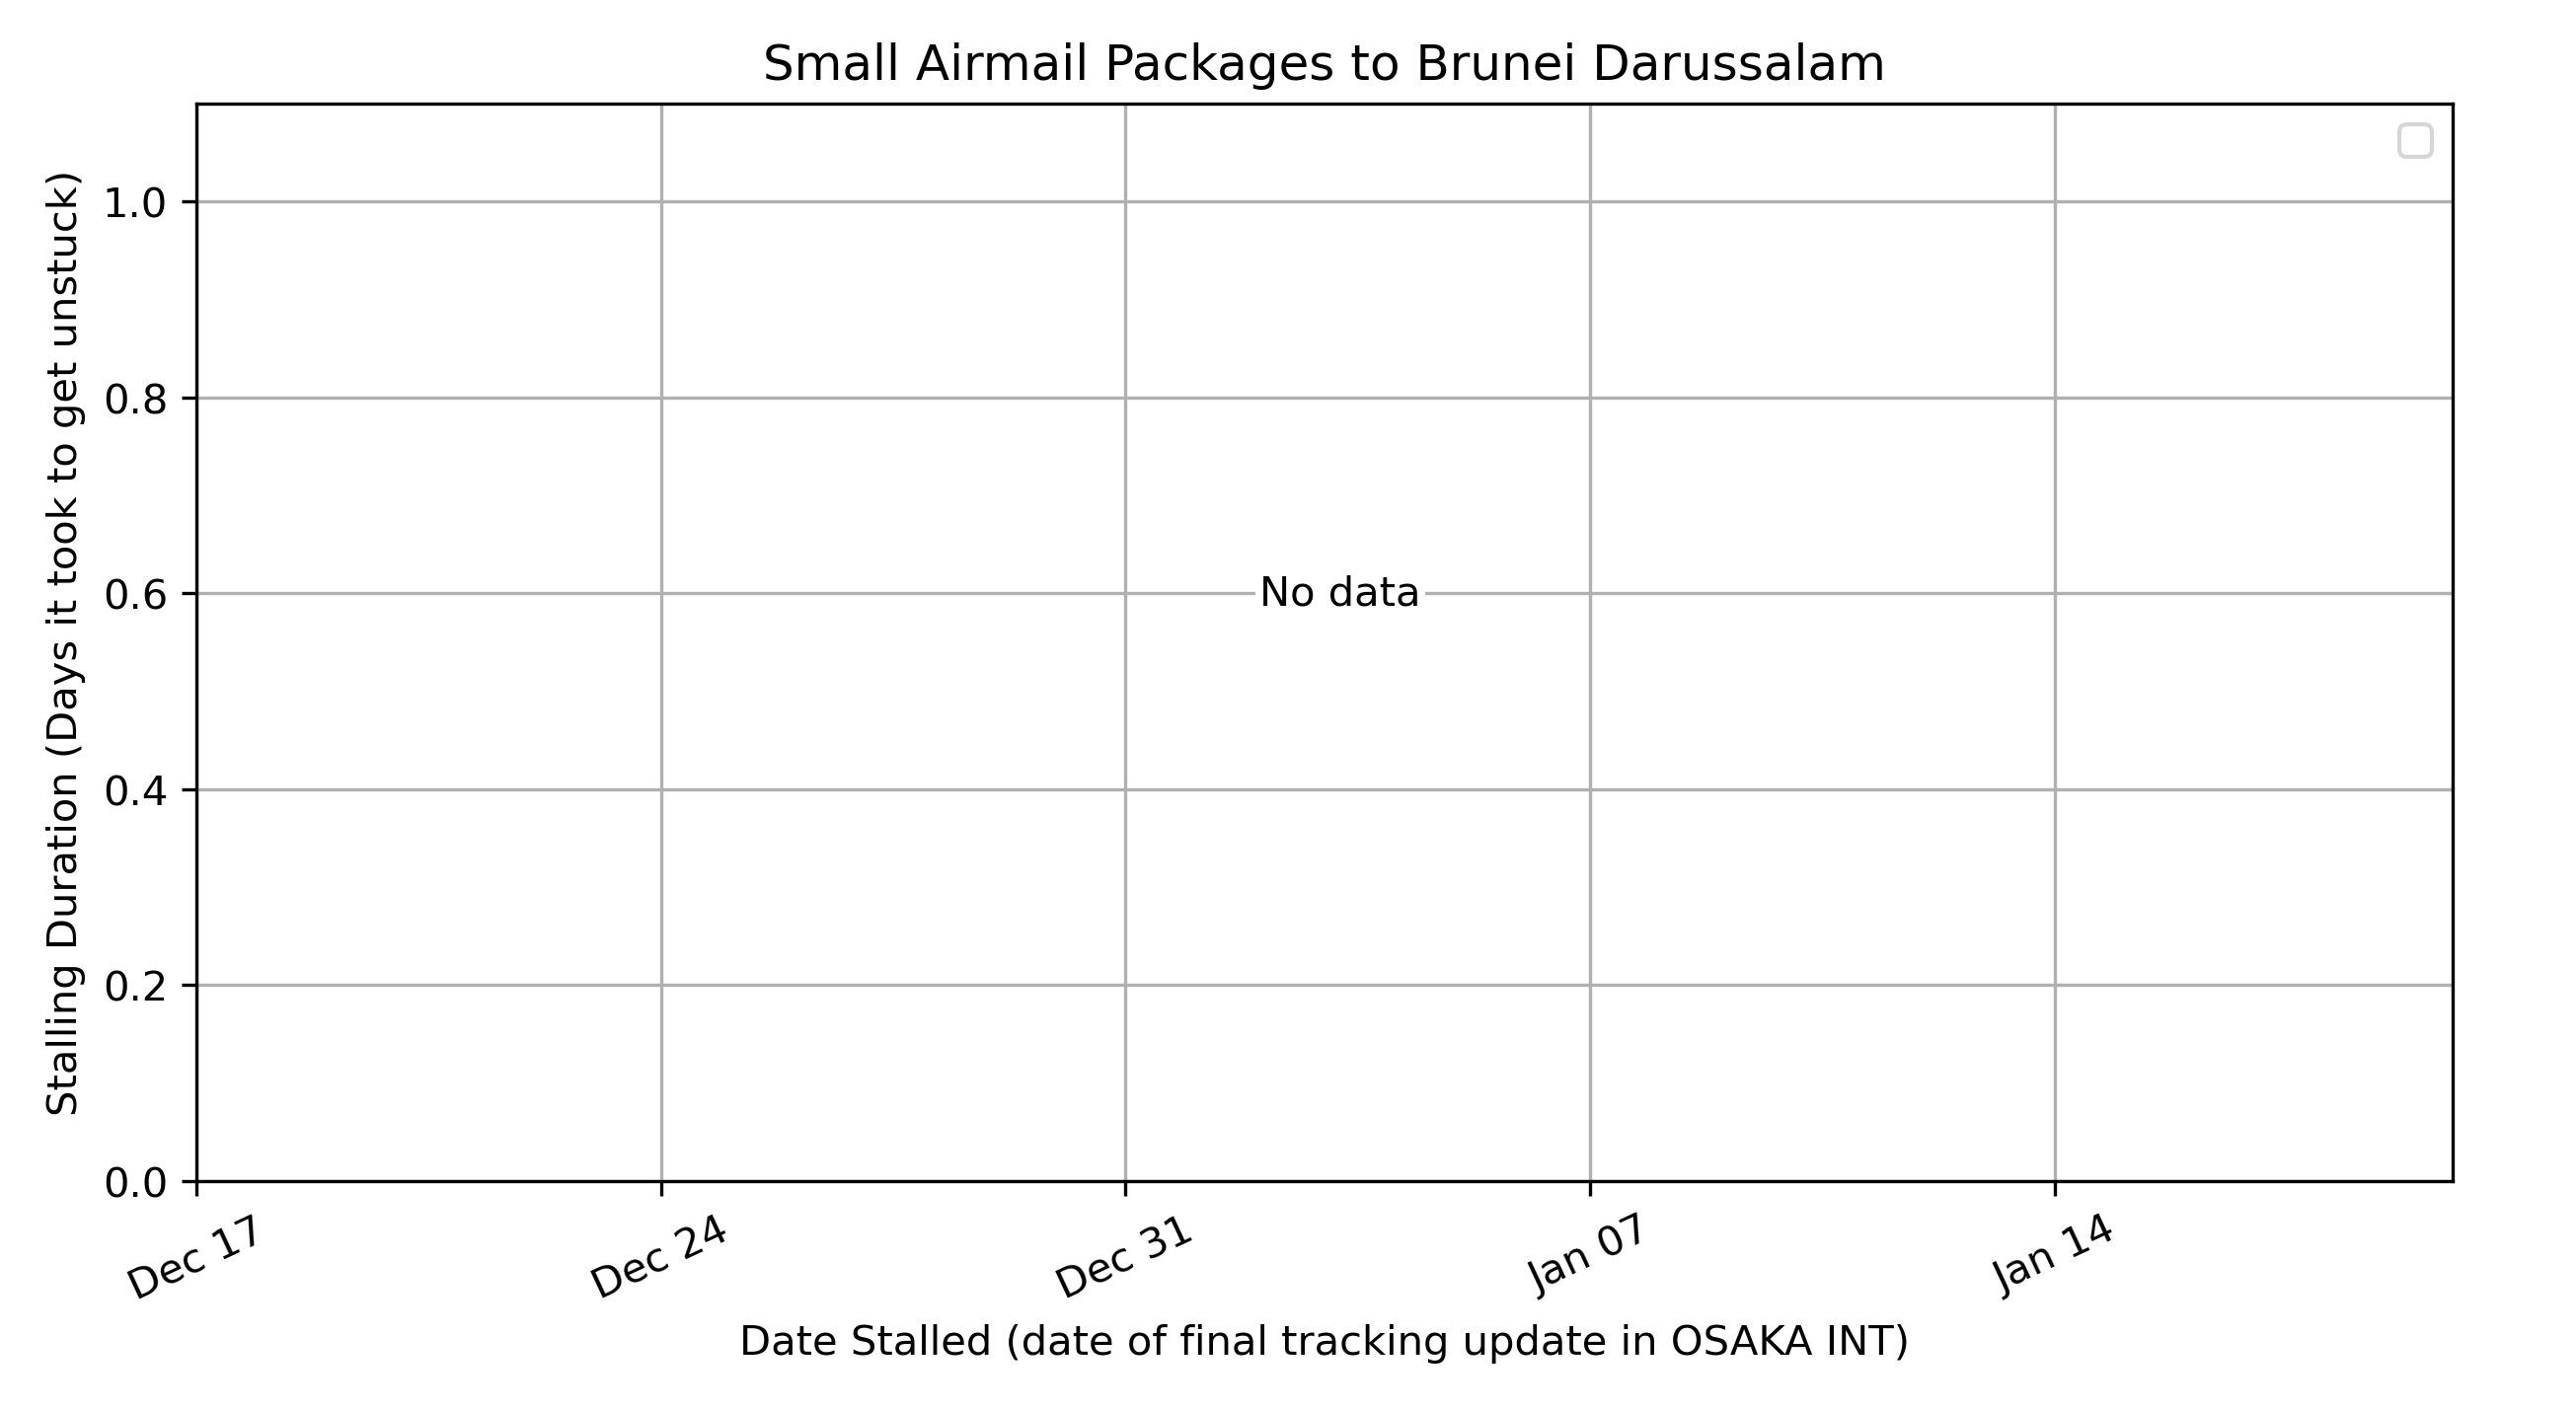 Small Airmail Packages to Brunei Darussalam
Stalling Duration (Days it took to get unstuck)
1.0
0.8
0.6
0.4
0.2
0.0
No data
Dec 17
Dec 24
Dec 31
Jan 07
Jan 14
Date Stalled (date of final tracking update in OSAKA INT)